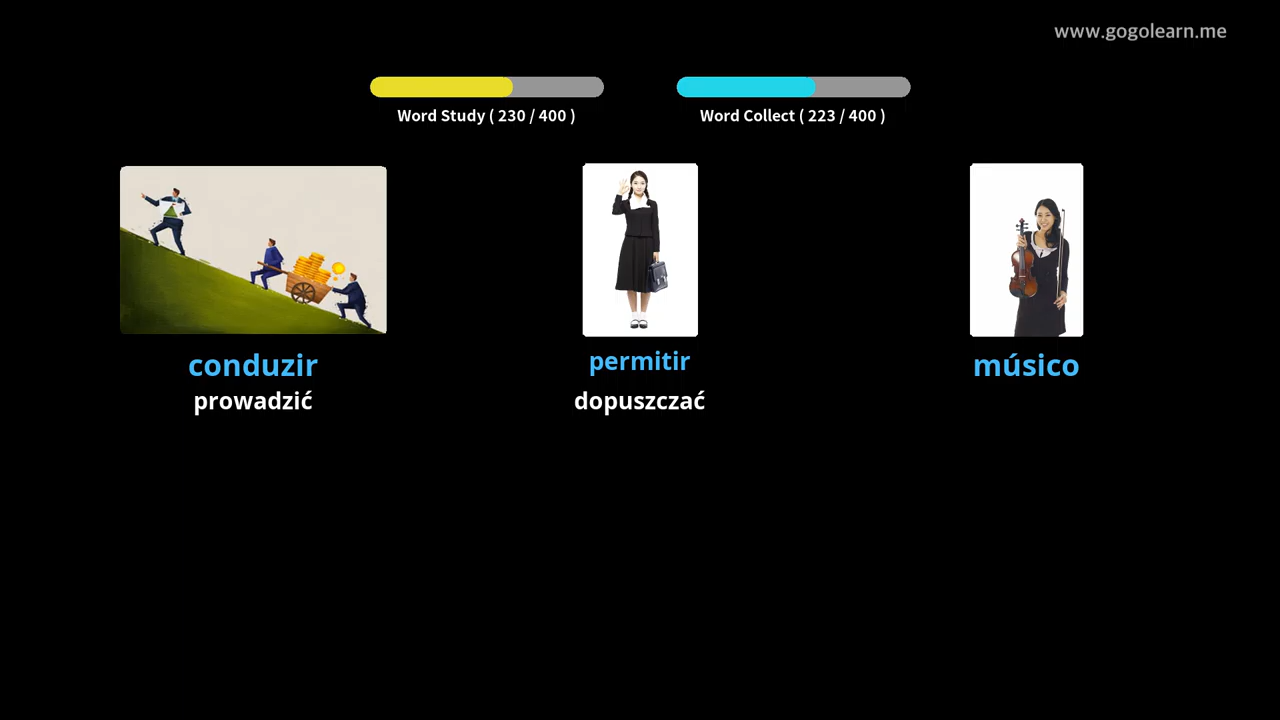 www.gogolearn.me
Word Study ( 230 / 400 )
Word Collect ( 223 / 400 )
conduzir
prowadzić
permitir
dopuszczać
músico